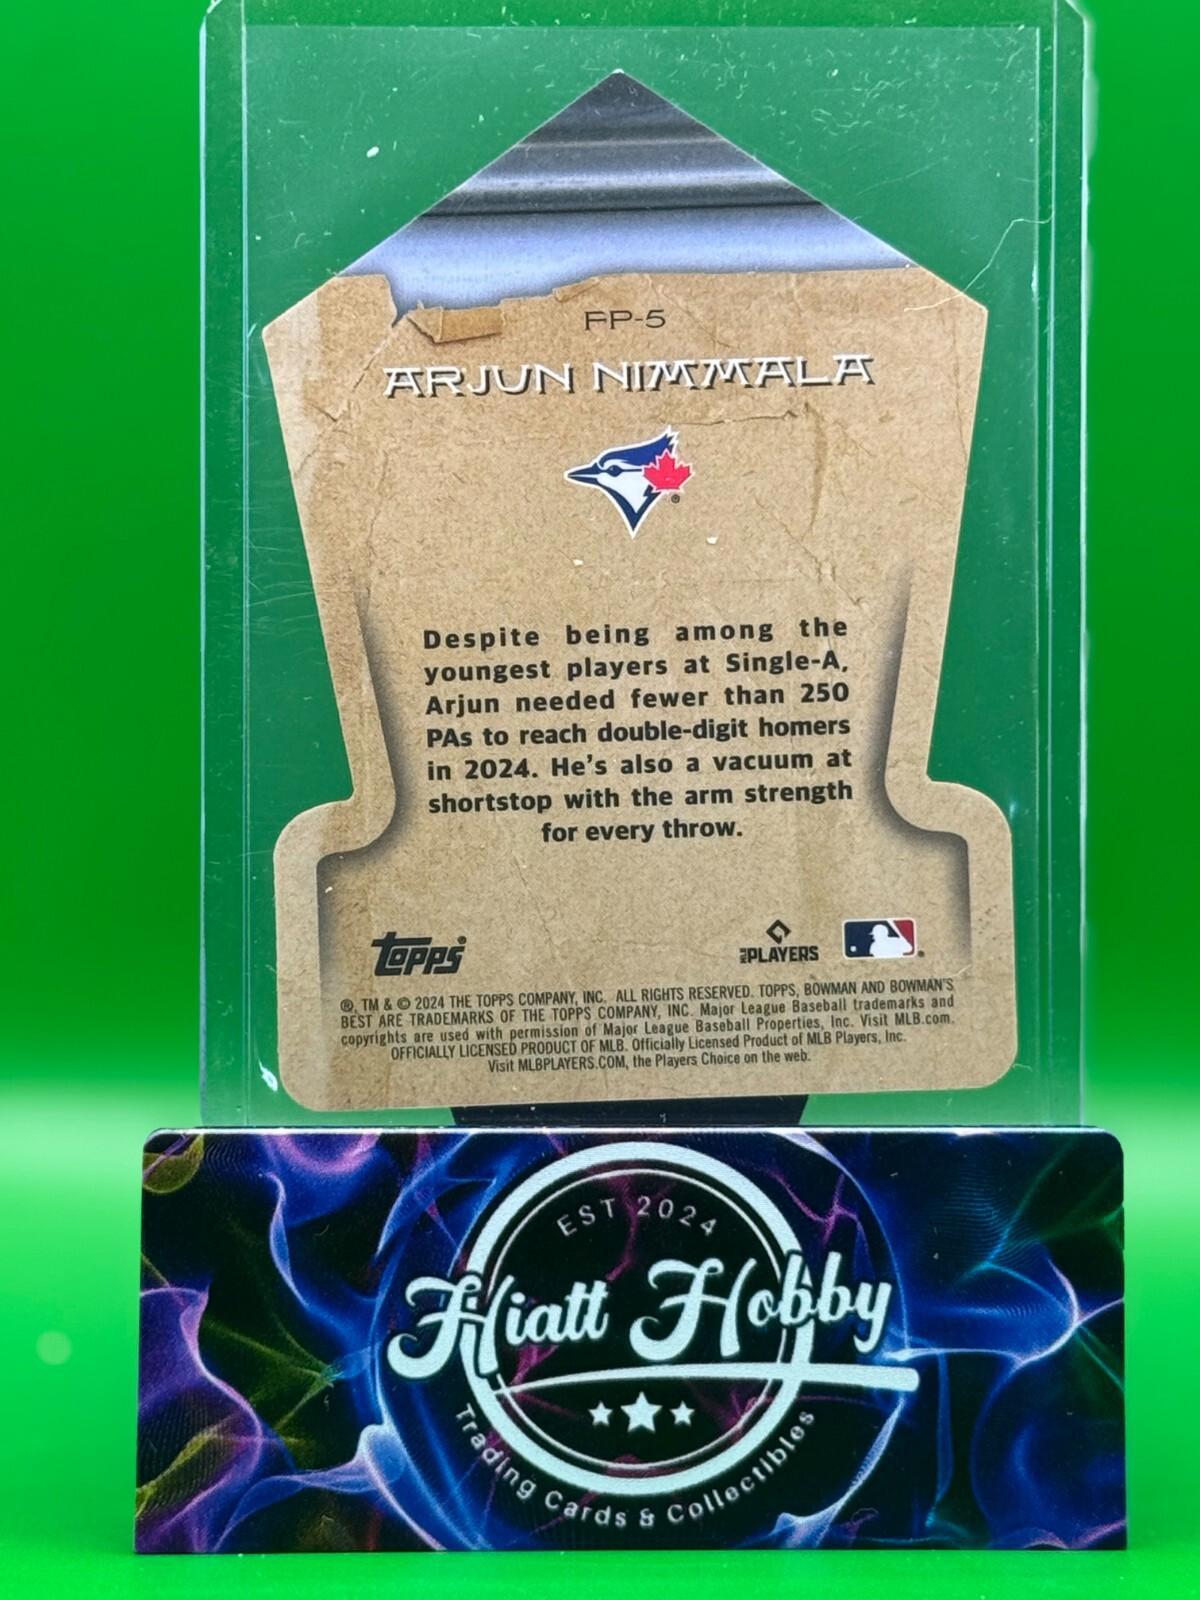 FP-5
ARJUN NIMMALA
Despite being among the
youngest players at Single-A,
Arjun needed fewer than 250
PAs to reach double-digit homers
in 2024. He's also a vacuum at
shortstop with the arm strength
for every throw.
topps
PLAYERS
®, TM & © 2024 THE TOPPS COMPANY, INC. ALL RIGHTS RESERVED. TOPPS, BOWMAN AND BOWMAN'S
BEST ARE TRADEMARKS OF THE TOPPS COMPANY, INC. Major League Baseball trademarks and
copyrights are used with permission of Major League Baseball Properties, Inc. Visit MLB.com.
OFFICIALLY LICENSED PRODUCT OF MLB. Officially Licensed Product of MLB Players, Inc.
Visit MLBPLAYERS.COM, the Players Choice on the web.
EST 2024
Hiatt Hobby
Trading Cards & Collectibles